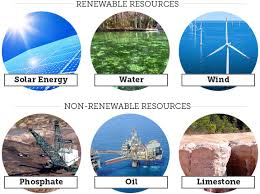 RENEWABLE RESOURCES
Solar Energy
Water
Wind
NON-RENEWABLE RESOURCES
Phosphate
Oil
Limestone